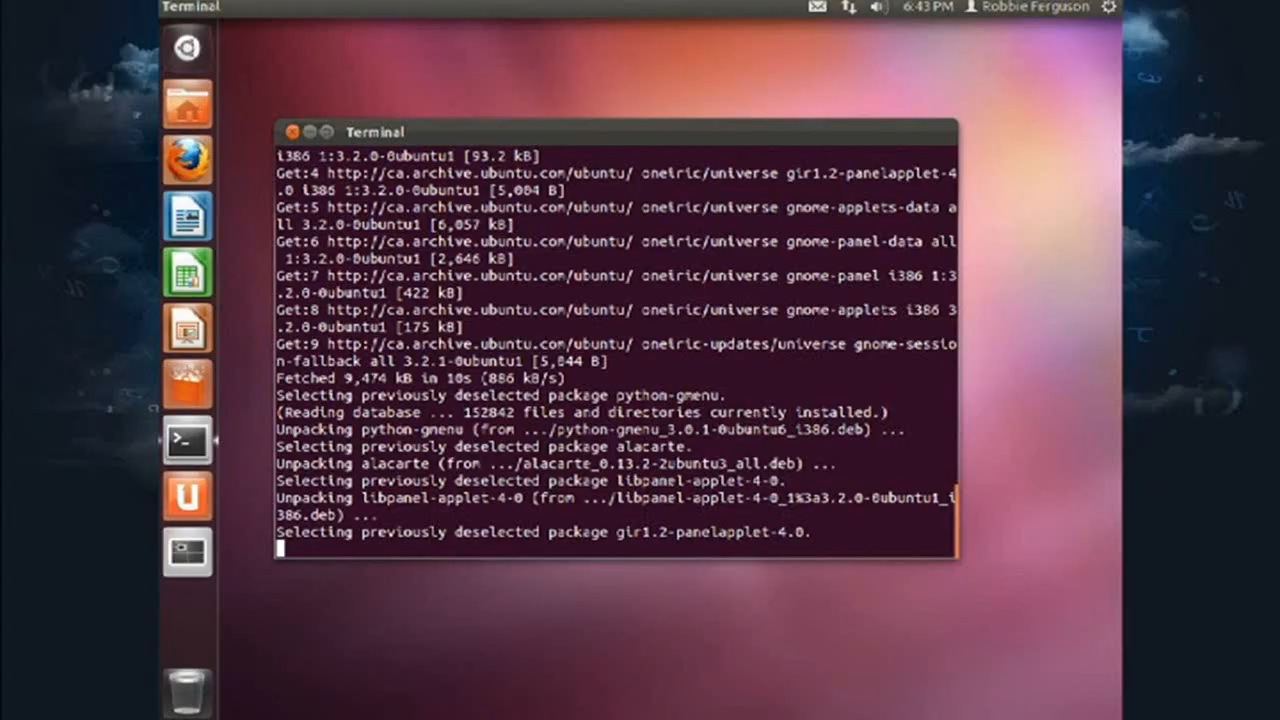 Terminal
6:43 PM
Robbie Ferguson
Terminal
i386 1:3.2.0-0ubuntu1 [93.2 kB]
Get:4 http://ca.archive.ubuntu.com/ubuntu/ oneiric/universe gir1.2-panelapplet-4
.0 i386 1:3.2.0-0ubuntu1 [5,004 B]
Get:5 http://ca.archive.ubuntu.com/ubuntu/ oneiric/universe gnome-applets-data a
ll 3.2.0-0ubuntu1 [6,057 kB]
Get:6 http://ca.archive.ubuntu.com/ubuntu/ oneiric/universe gnome-panel-data all
1:3.2.0-0ubuntu1 [2,646 kB]
Get:7 http://ca.archive.ubuntu.com/ubuntu/ oneiric/universe gnome-panel i386 1:3
.2.0-0ubuntu1 [422 kB]
Get:8 http://ca.archive.ubuntu.com/ubuntu/ oneiric/universe gnome-applets i386 3
.2.0-0ubuntu1 [175 kB]
Get:9 http://ca.archive.ubuntu.com/ubuntu/ oneiric-updates/universe gnome-sessio
n-fallback all 3.2.1-0ubuntu1 [5,044 B]
Fetched 9,474 kB in 10s (886 kB/s)
Selecting previously deselected package python-gmenu.
(Reading database ... 152842 files and directories currently installed.)
Unpacking python-gmenu (from .../python-gmenu_3.0.1-0ubuntu6_i386.deb) ...
Selecting previously deselected package alacarte.
Unpacking alacarte (from .../alacarte_0.13.2-2ubuntu3_all.deb) ...
Selecting previously deselected package libpanel-applet-4-0.
Unpacking libpanel-applet-4-0 (from .../libpanel-applet-4-0_1%3a3.2.0-0ubuntu1_i
386.deb) ...
Selecting previously deselected package gir1.2-panelapplet-4.0.